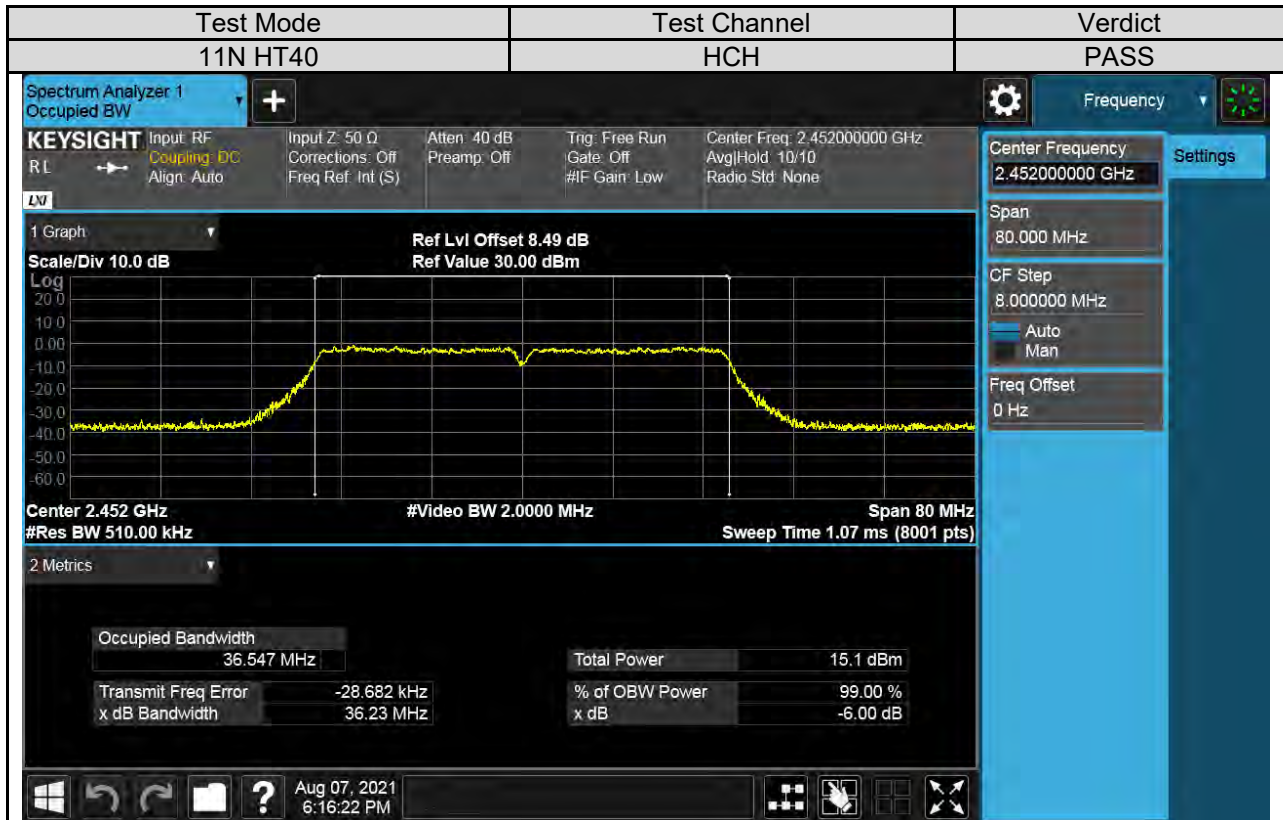 Test Mode Test Channel Verdict
11N HT40 HCH PASS
Spectrum Analyzer 1
Occupied BW
+
Frequency
KEYSIGHT
RL
LXI
Input: RF
Coupling: DC
Align: Auto
Input Z: 50 Ω
Corrections: Off
Freq Ref: Int (S)
Atten: 40 dB
Preamp: Off
Trig: Free Run
Gate: Off
#IF Gain: Low
Center Freq: 2.452000000 GHz
Avg|Hold: 10/10
Radio Std: None
Center Frequency
2.452000000 GHz
Settings
Span
80.000 MHz
CF Step
8.000000 MHz
Auto
Man
Freq Offset
0 Hz
1 Graph
Scale/Div 10.0 dB
Ref Lvl Offset 8.49 dB
Ref Value 30.00 dBm
Log
20.0
10.0
0.00
-10.0
-20.0
-30.0
-40.0
-50.0
-60.0
Center 2.452 GHz #Video BW 2.0000 MHz Span 80 MHz
#Res BW 510.00 kHz Sweep Time 1.07 ms (8001 pts)
2 Metrics
Occupied Bandwidth
36.547 MHz Total Power 15.1 dBm
Transmit Freq Error -28.682 kHz % of OBW Power 99.00 %
x dB Bandwidth 36.23 MHz x dB -6.00 dB
?
Aug 07, 2021
6:16:22 PM